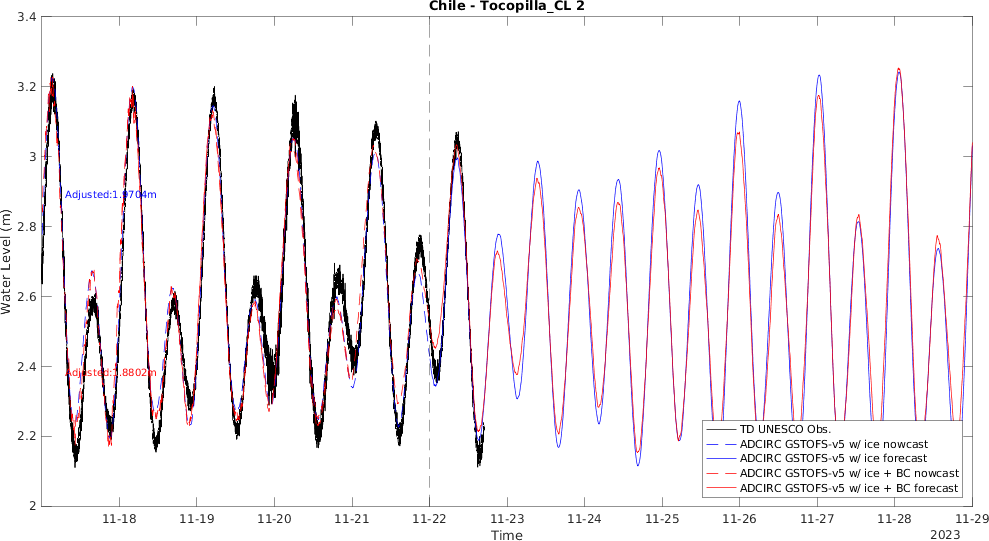 Chile - Tocopilla_CL 2
3.4
3.2
3
2.8
2.6
2.4
2.2
2
Water Level (m)
Adjusted:1.9704m
Adjusted:1.8802m
TD UNESCO Obs.
ADCIRC GSTOFS-v5 w/ ice nowcast
ADCIRC GSTOFS-v5 w/ ice forecast
ADCIRC GSTOFS-v5 w/ ice + BC nowcast
ADCIRC GSTOFS-v5 w/ ice + BC forecast
11-18 11-19 11-20 11-21 11-22 11-23 11-24 11-25 11-26 11-27 11-28 11-29
Time
2023